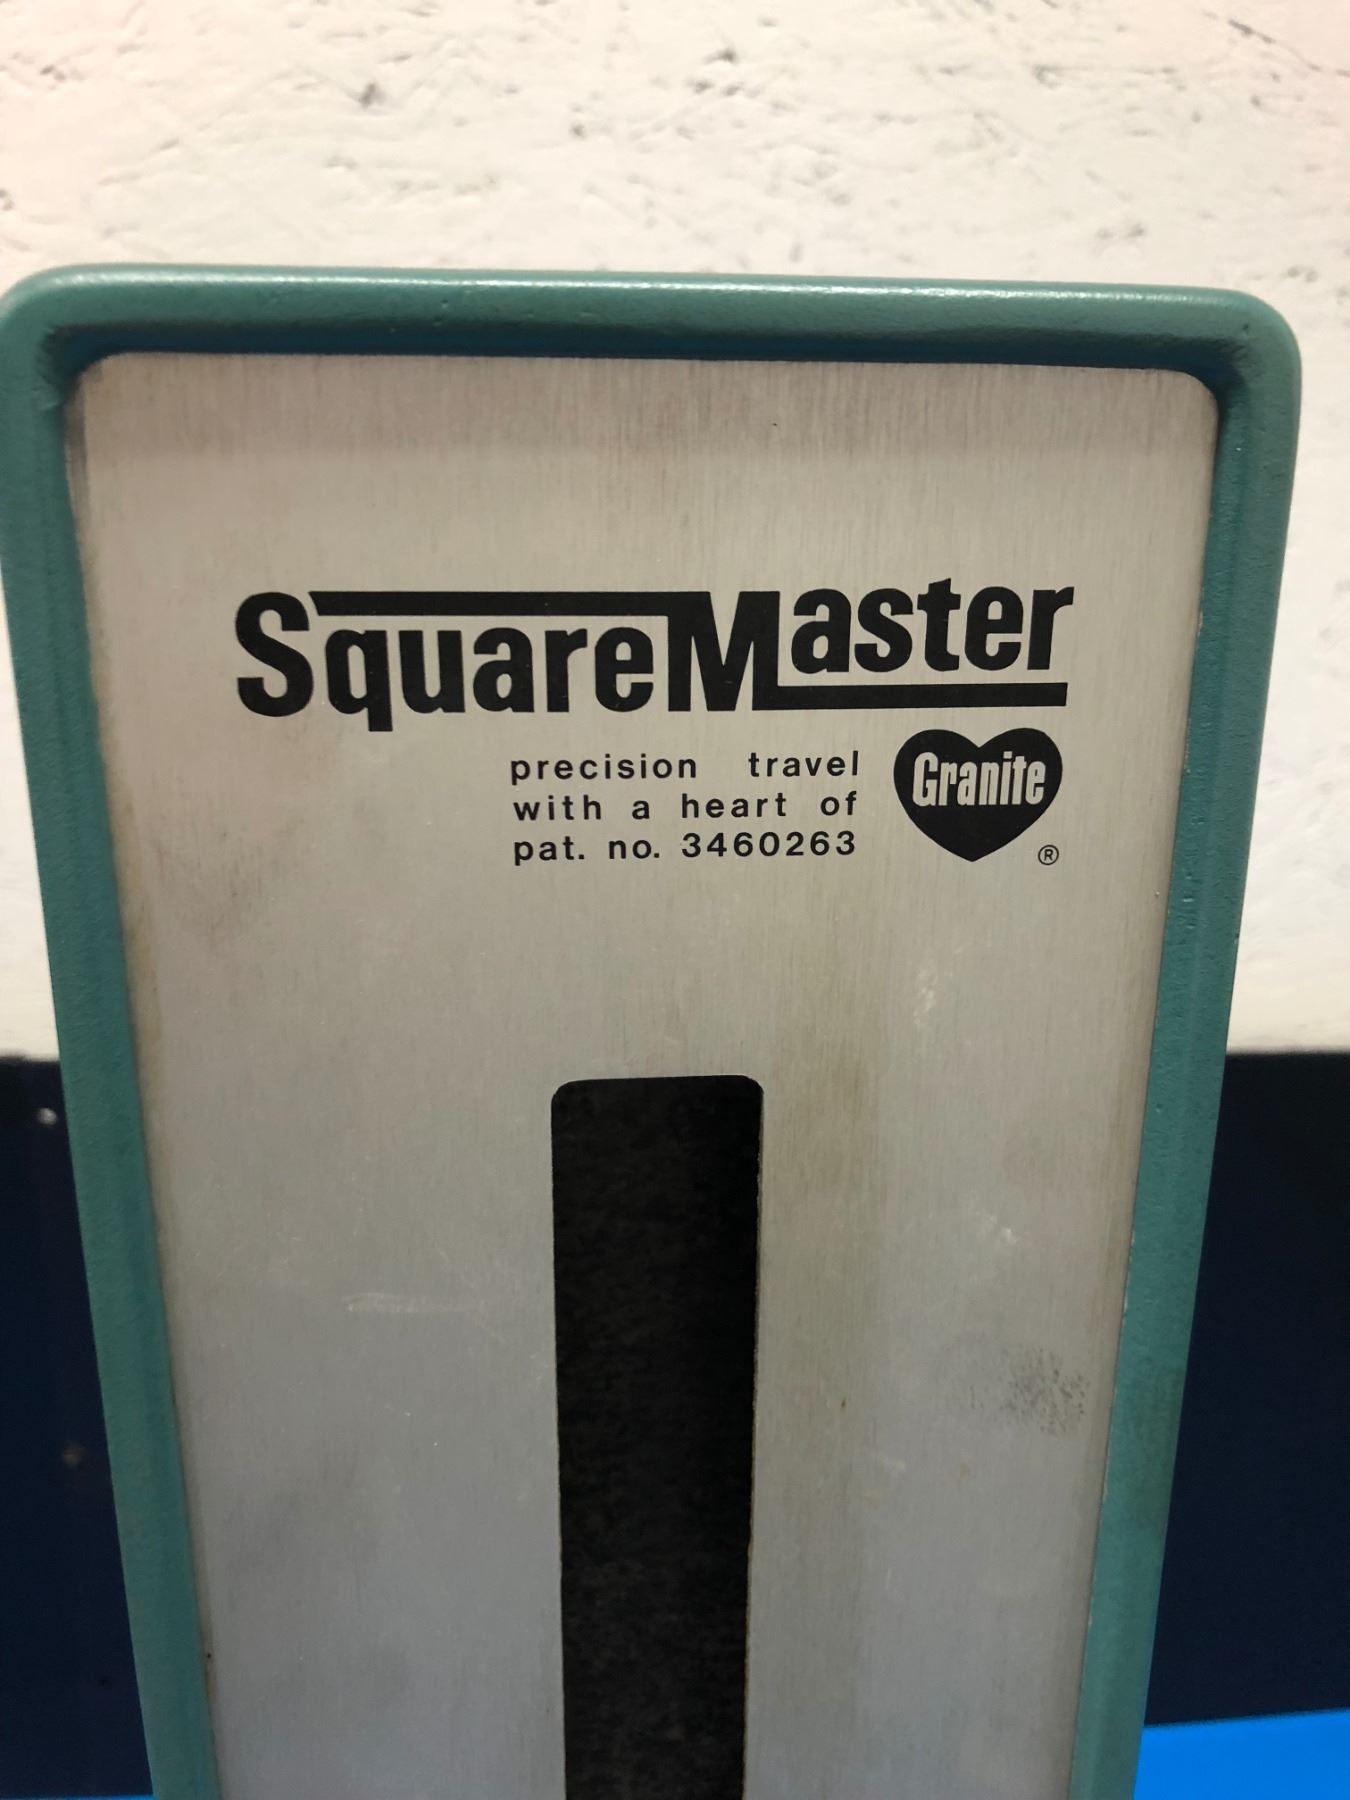 SquareMaster
precision travel
with a heart of Granite
pat. no. 3460263 ®